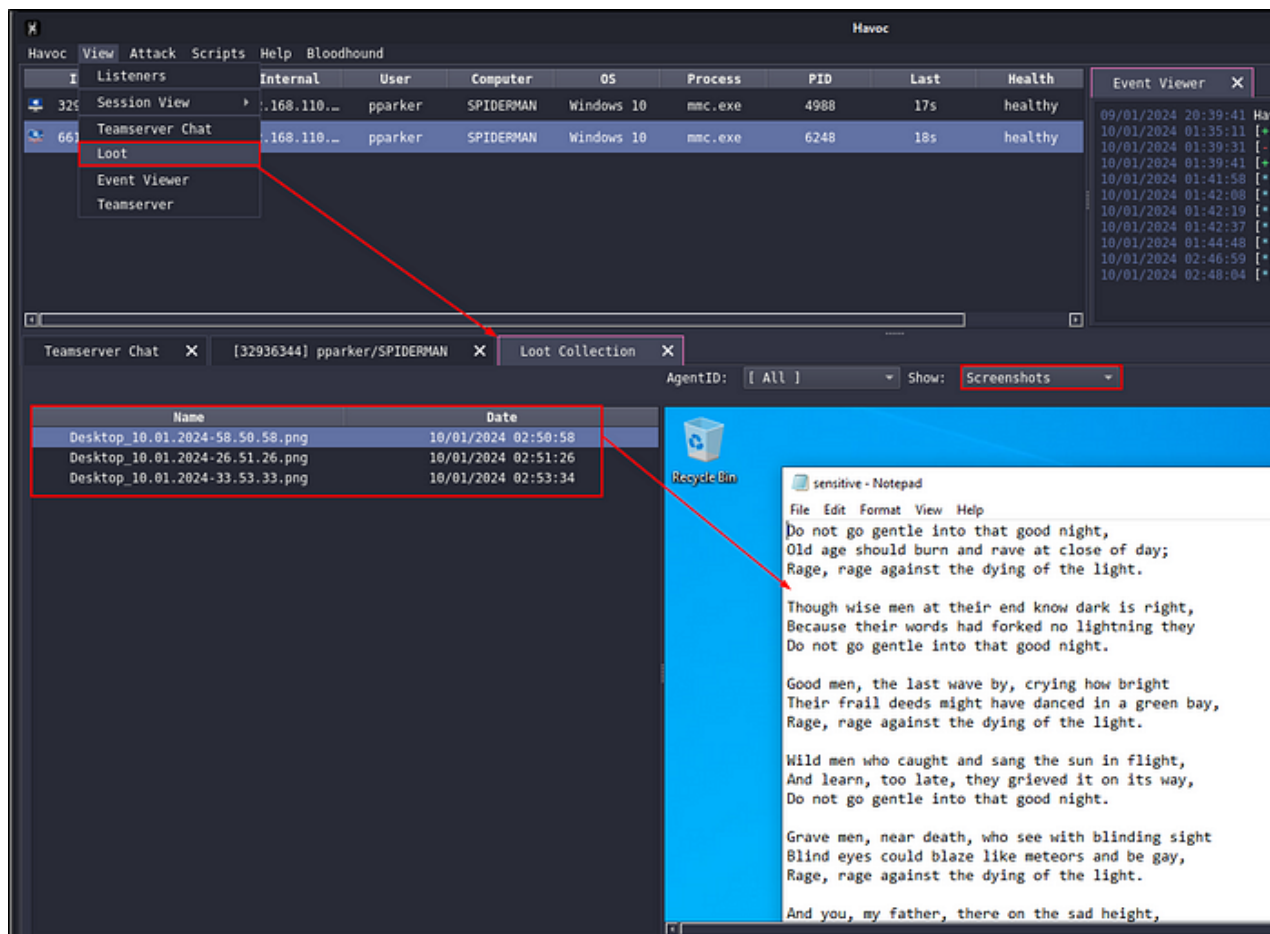 Havoc
Havoc View Attack Scripts Help Bloodhound
Listeners
Session View
Teamserver Chat
Loot
Event Viewer
Teamserver
I Internal User Computer OS Process PID Last Health
329 .168.110.… pparker SPIDERMAN Windows 10 mmc.exe 4988 17s healthy
661 .168.110.… pparker SPIDERMAN Windows 10 mmc.exe 6248 18s healthy
Event Viewer X
09/01/2024 20:39:41 Ha
10/01/2024 01:35:11 [+
10/01/2024 01:39:31 [-
10/01/2024 01:39:41 [+
10/01/2024 01:41:58 [*
10/01/2024 01:42:08 [*
10/01/2024 01:42:19 [*
10/01/2024 01:42:37 [*
10/01/2024 01:44:48 [*
10/01/2024 02:46:59 [*
10/01/2024 02:48:04 [*
Teamserver Chat X [32936344] pparker/SPIDERMAN X Loot Collection X
AgentID: [ All ] Show: Screenshots
Name Date
Desktop_10.01.2024-58.50.58.png 10/01/2024 02:50:58
Desktop_10.01.2024-26.51.26.png 10/01/2024 02:51:26
Desktop_10.01.2024-33.53.33.png 10/01/2024 02:53:34
Recycle Bin
sensitive - Notepad
File Edit Format View Help
Do not go gentle into that good night,
Old age should burn and rave at close of day;
Rage, rage against the dying of the light.
Though wise men at their end know dark is right,
Because their words had forked no lightning they
Do not go gentle into that good night.
Good men, the last wave by, crying how bright
Their frail deeds might have danced in a green bay,
Rage, rage against the dying of the light.
Wild men who caught and sang the sun in flight,
And learn, too late, they grieved it on its way,
Do not go gentle into that good night.
Grave men, near death, who see with blinding sight
Blind eyes could blaze like meteors and be gay,
Rage, rage against the dying of the light.
And you, my father, there on the sad height,